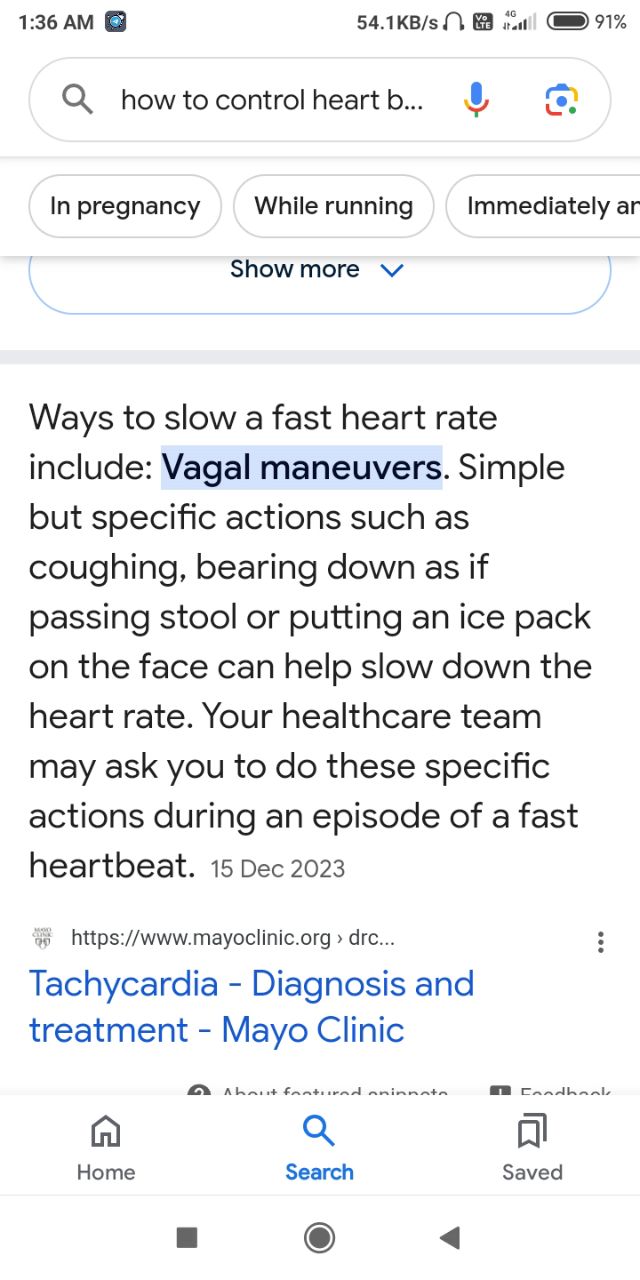 1:36 AM 54.1KB/s Vo LTE 4G 91%
how to control heart b...
In pregnancy While running Immediately an
Show more
Ways to slow a fast heart rate
include: Vagal maneuvers. Simple
but specific actions such as
coughing, bearing down as if
passing stool or putting an ice pack
on the face can help slow down the
heart rate. Your healthcare team
may ask you to do these specific
actions during an episode of a fast
heartbeat. 15 Dec 2023
MAYO CLINIC https://www.mayoclinic.org › drc...
Tachycardia - Diagnosis and
treatment - Mayo Clinic
About featured snippets Feedback
Home Search Saved